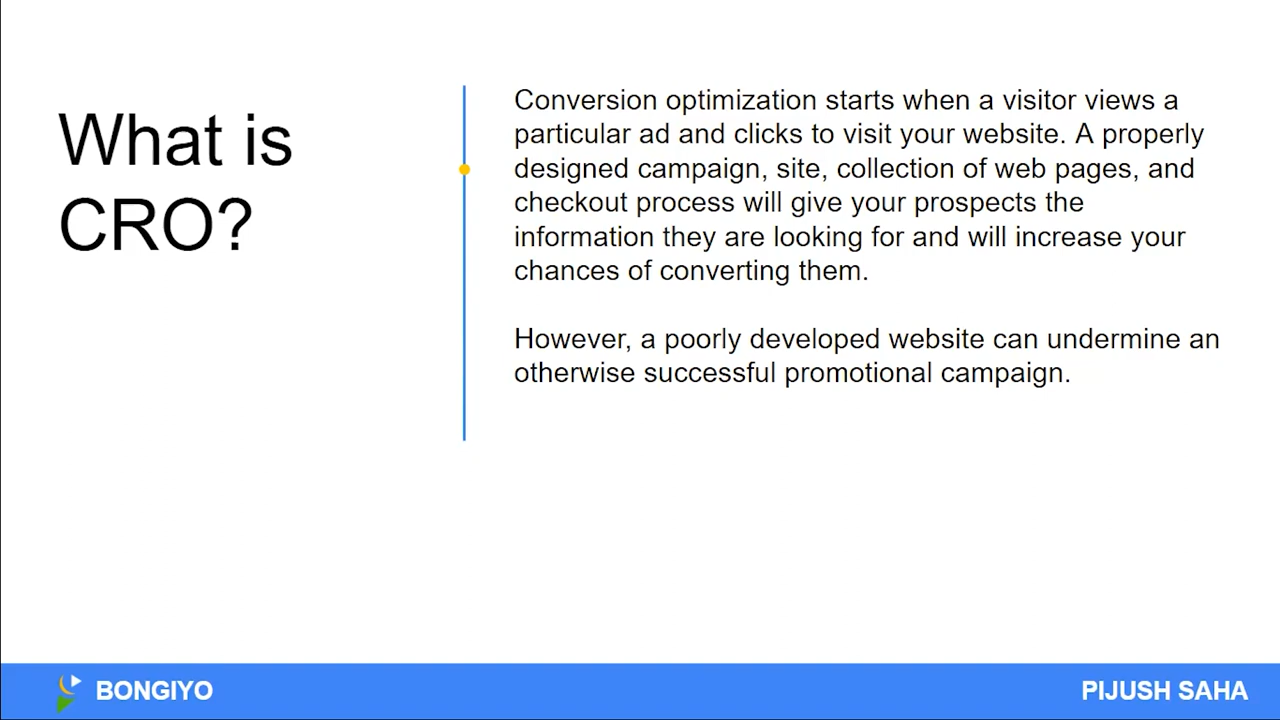 What is
CRO?
Conversion optimization starts when a visitor views a
particular ad and clicks to visit your website. A properly
designed campaign, site, collection of web pages, and
checkout process will give your prospects the
information they are looking for and will increase your
chances of converting them.
However, a poorly developed website can undermine an
otherwise successful promotional campaign.
BONGIYO
PIJUSH SAHA